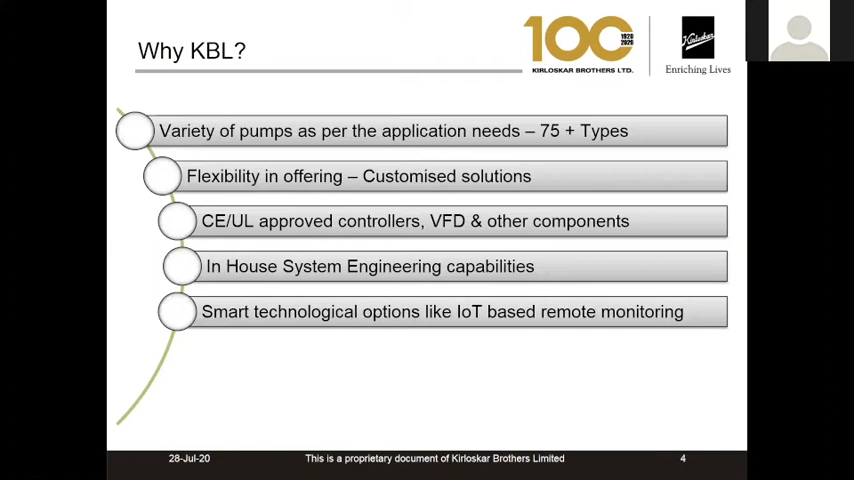 Why KBL?
100
1920
2020
KIRLOSKAR BROTHERS LTD.
Kirloskar
Enriching Lives
Variety of pumps as per the application needs – 75 + Types
Flexibility in offering – Customised solutions
CE/UL approved controllers, VFD & other components
In House System Engineering capabilities
Smart technological options like IoT based remote monitoring
28-Jul-20
This is a proprietary document of Kirloskar Brothers Limited
4